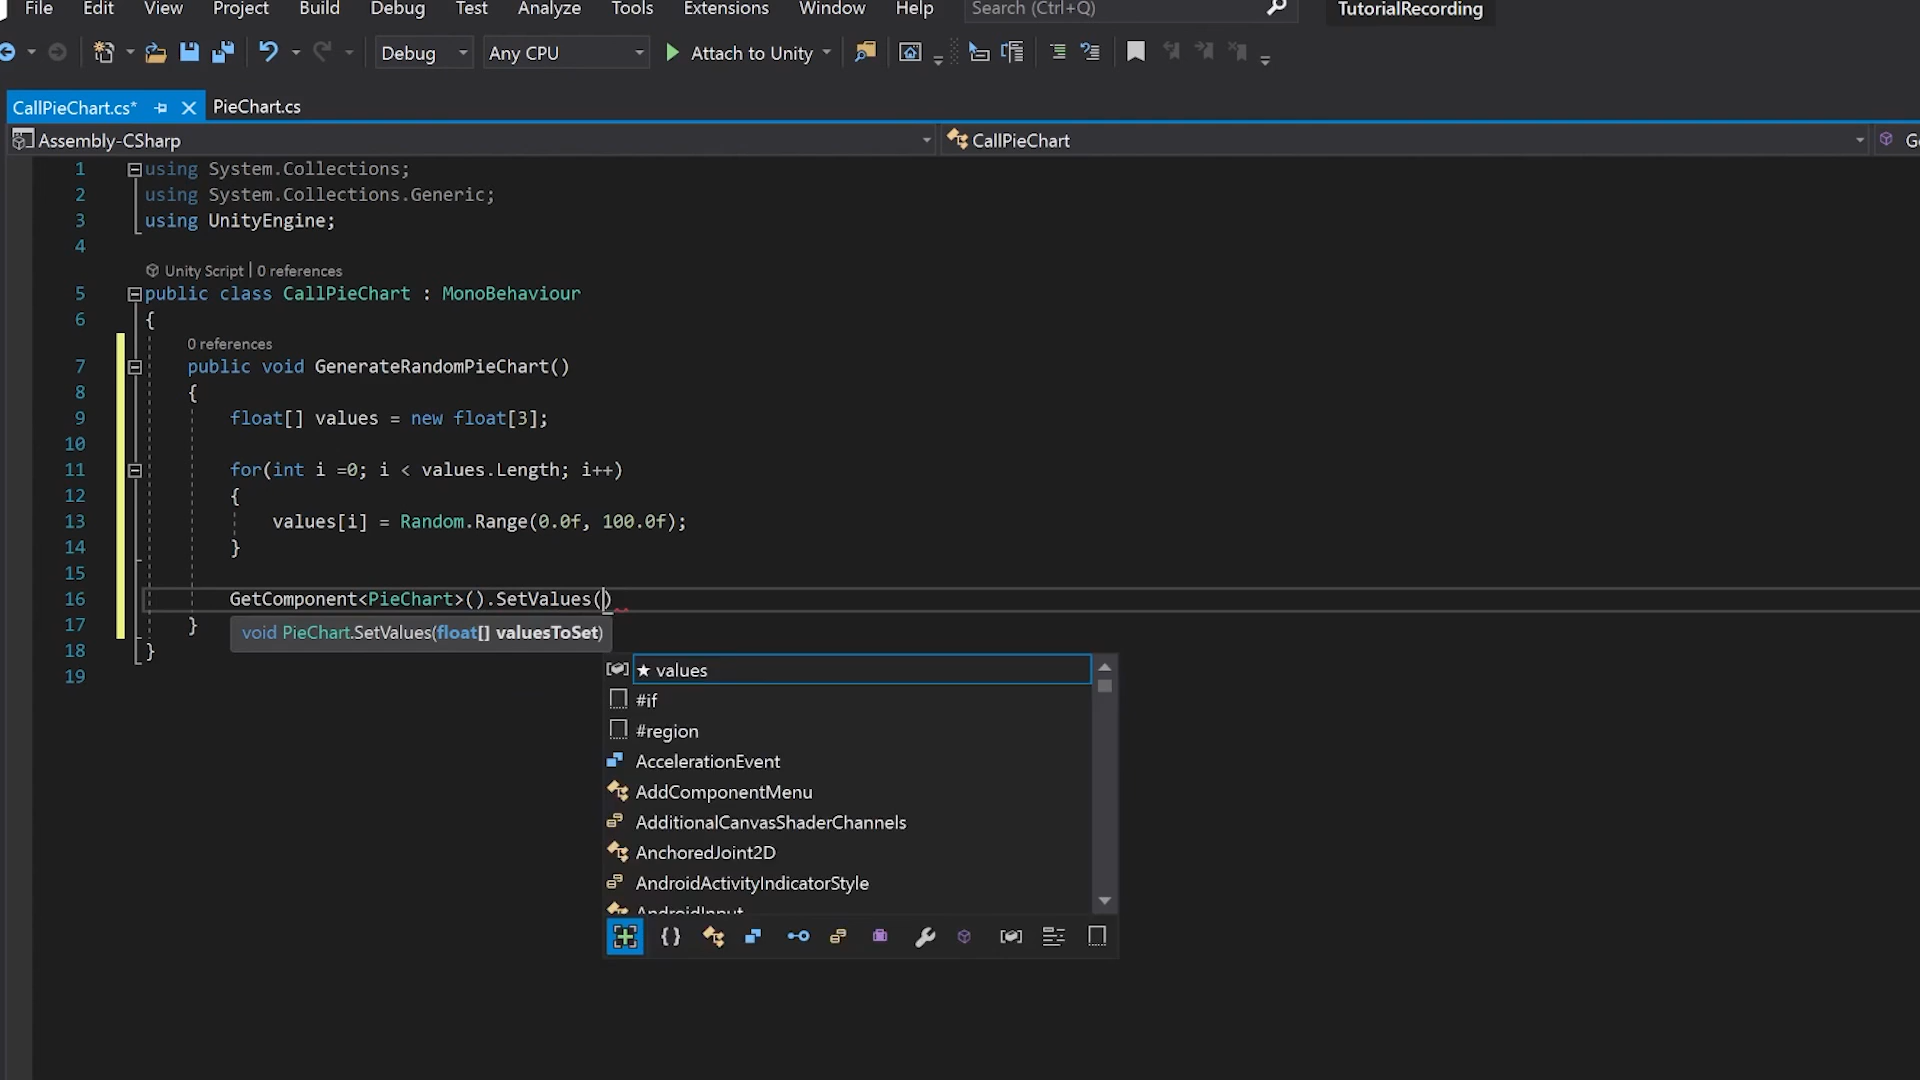 File Edit View Project Build Debug Test Analyze Tools Extensions Window Help Search (Ctrl+Q) TutorialRecording
Debug Any CPU Attach to Unity
CallPieChart.cs* PieChart.cs
Assembly-CSharp CallPieChart
1 using System.Collections;
2 using System.Collections.Generic;
3 using UnityEngine;
4
Unity Script | 0 references
5 public class CallPieChart : MonoBehaviour
6 {
0 references
7 public void GenerateRandomPieChart()
8 {
9 float[] values = new float[3];
10
11 for(int i =0; i < values.Length; i++)
12 {
13 values[i] = Random.Range(0.0f, 100.0f);
14 }
15
16 GetComponent<PieChart>().SetValues()
17 }
void PieChart.SetValues(float[] valuesToSet)
18 }
19
★ values
#if
#region
AccelerationEvent
AddComponentMenu
AdditionalCanvasShaderChannels
AnchoredJoint2D
AndroidActivityIndicatorStyle
AndroidInput